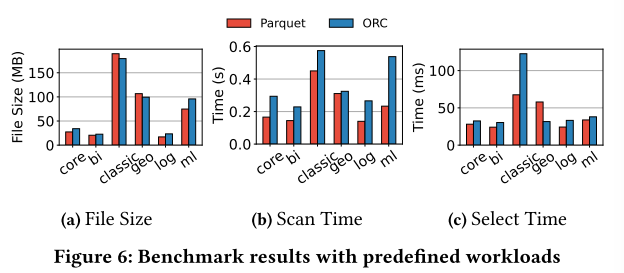 Parquet ORC
File Size (MB)
150
100
50
0
core bi classic geo log ml
(a) File Size
Time (s)
0.6
0.4
0.2
0.0
core bi classic geo log ml
(b) Scan Time
Time (ms)
100
50
0
core bi classic geo log ml
(c) Select Time
Figure 6: Benchmark results with predefined workloads